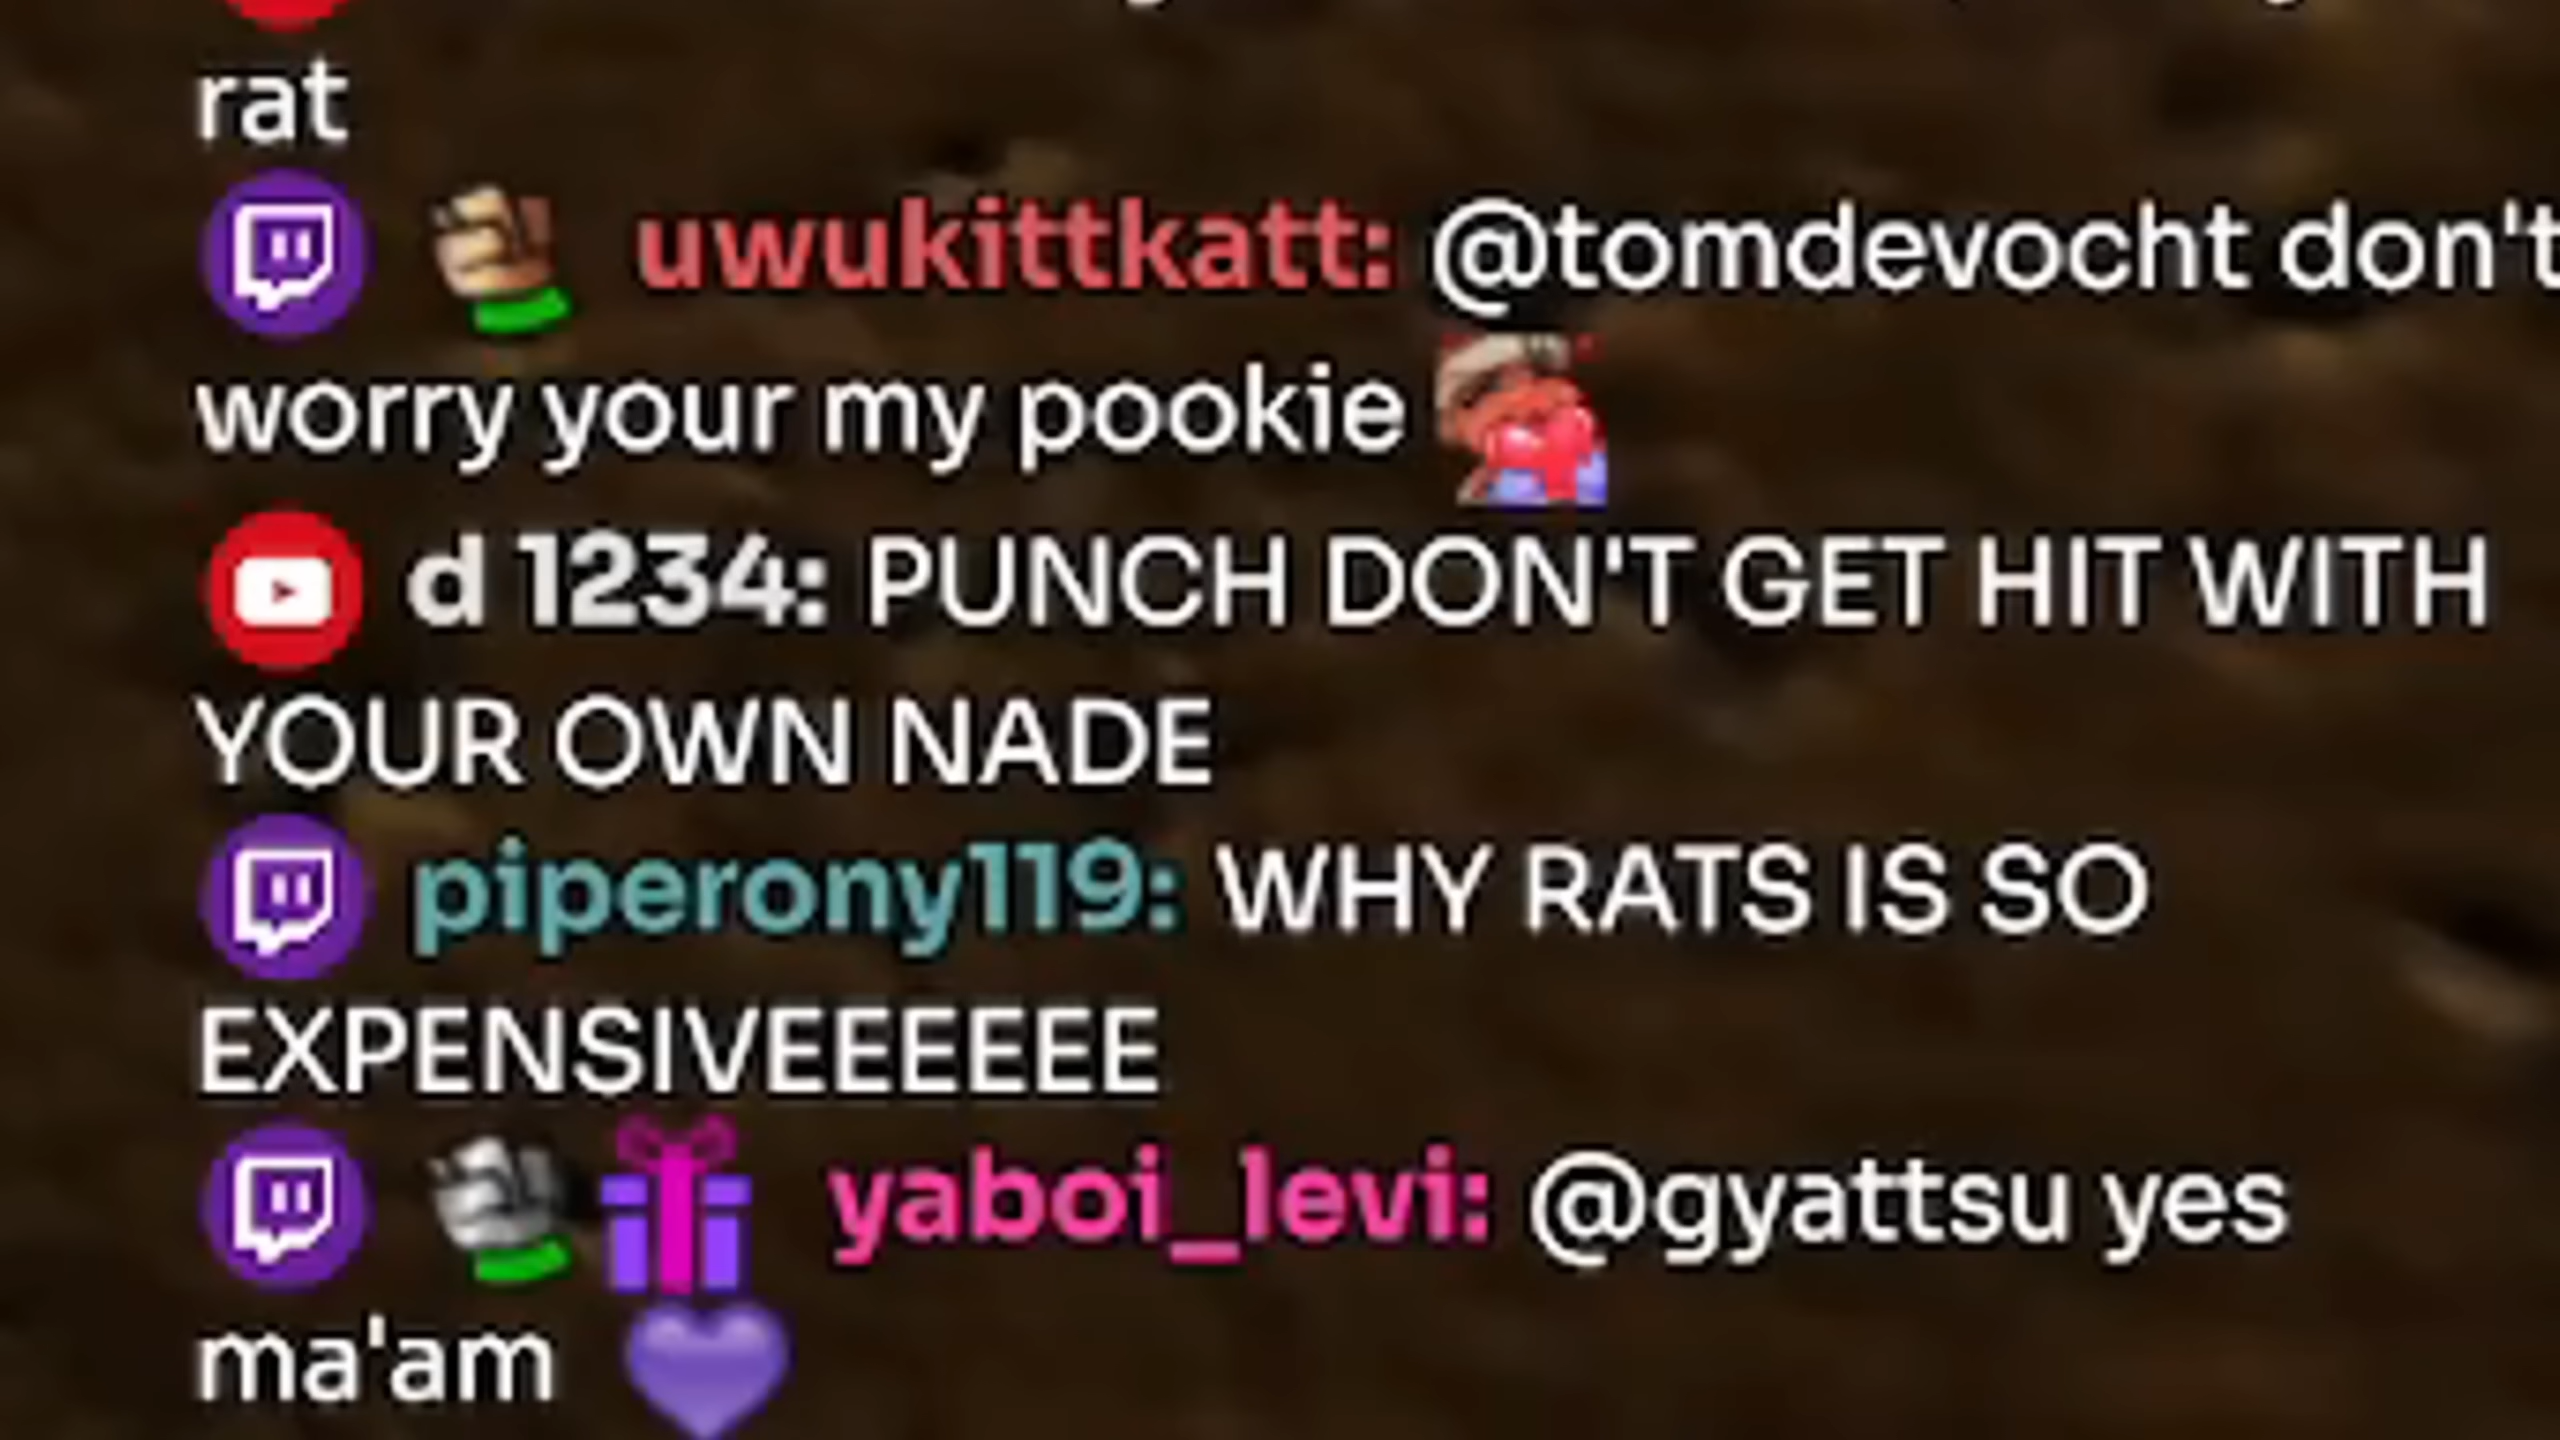 rat
uwukittkatt: @tomdevocht don't
worry your my pookie
d 1234: PUNCH DON'T GET HIT WITH
YOUR OWN NADE
piperony119: WHY RATS IS SO
EXPENSIVEEEEEEE
yaboi_levi: @gyattsu yes
ma'am